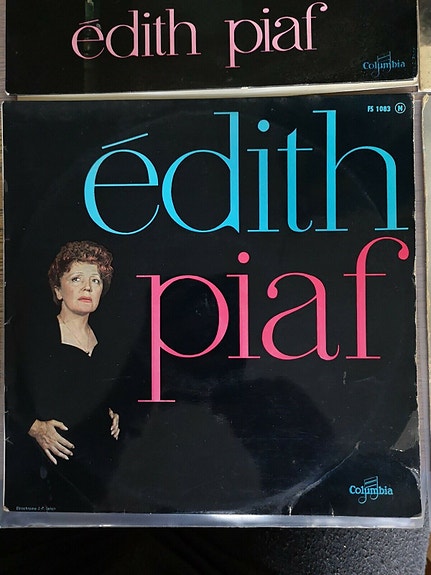 édith piaf
Columbia
FS 1083 M
édith
piaf
Columbia